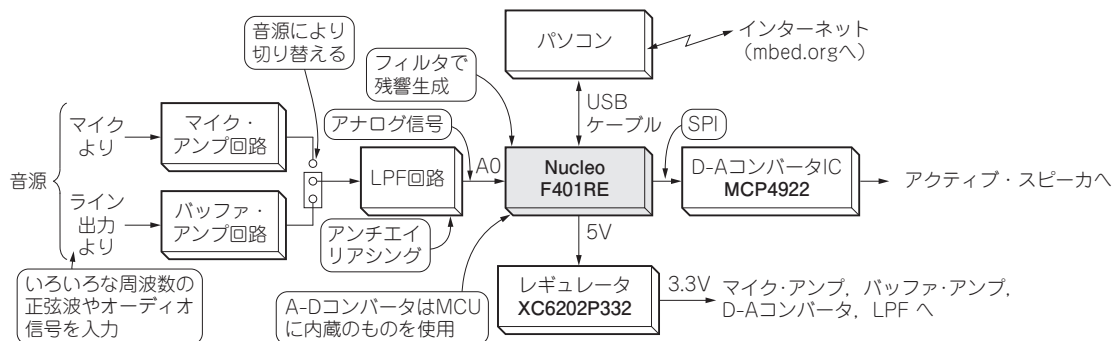 音源により
切り替える
フィルタで
残響生成
パソコン
インターネット
（mbed.orgへ）
USB
ケーブル
音源
マイク
より
マイク・
アンプ回路
アナログ信号
A0
SPI
LPF回路
Nucleo
F401RE
D-AコンバータIC
MCP4922
アクティブ・スピーカへ
ライン
出力
より
バッファ・
アンプ回路
アンチエイ
リアシング
5V
いろいろな周波数の
正弦波やオーディオ
信号を入力
A-DコンバータはMCU
に内蔵のものを使用
レギュレータ
XC6202P332
3.3V
マイク・アンプ，バッファ・アンプ，
D-Aコンバータ，LPF へ